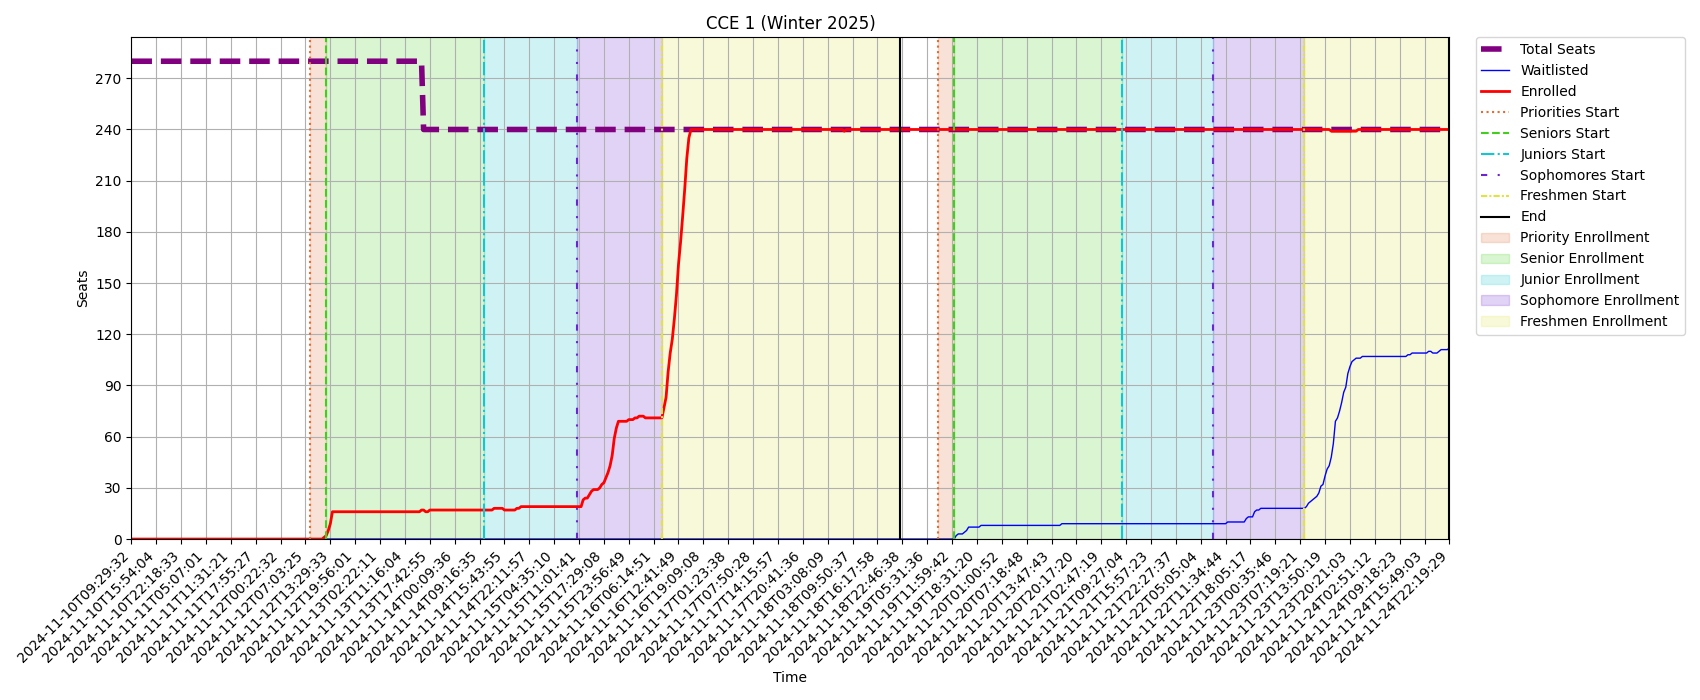 CCE 1 (Winter 2025)
Seats
270
240
210
180
150
120
90
60
30
0
2024-11-10T09:29:32
2024-11-10T15:54:04
2024-11-10T22:18:33
2024-11-11T05:07:01
2024-11-11T11:31:21
2024-11-11T17:55:27
2024-11-12T00:22:32
2024-11-12T07:03:25
2024-11-12T13:29:33
2024-11-12T19:56:01
2024-11-13T03:22:11
2024-11-13T11:16:04
2024-11-13T17:42:55
2024-11-14T00:09:36
2024-11-14T09:16:35
2024-11-14T15:43:55
2024-11-14T22:11:57
2024-11-15T04:35:10
2024-11-15T11:01:41
2024-11-15T17:29:08
2024-11-15T23:56:49
2024-11-16T06:14:51
2024-11-16T12:41:49
2024-11-16T19:09:08
2024-11-17T01:23:38
2024-11-17T07:50:28
2024-11-17T14:15:57
2024-11-17T20:41:36
2024-11-18T03:08:09
2024-11-18T09:50:37
2024-11-18T16:17:58
2024-11-18T22:46:38
2024-11-19T05:31:36
2024-11-19T11:59:42
2024-11-19T18:31:20
2024-11-20T01:00:52
2024-11-20T07:18:48
2024-11-20T13:47:43
2024-11-20T20:17:20
2024-11-21T02:47:19
2024-11-21T09:27:04
2024-11-21T15:57:23
2024-11-21T22:27:37
2024-11-22T05:05:04
2024-11-22T11:34:44
2024-11-22T18:05:17
2024-11-23T00:35:46
2024-11-23T07:19:21
2024-11-23T13:50:19
2024-11-23T20:21:03
2024-11-24T02:51:12
2024-11-24T09:18:23
2024-11-24T15:49:03
2024-11-24T22:19:29
Time
Total Seats
Waitlisted
Enrolled
Priorities Start
Seniors Start
Juniors Start
Sophomores Start
Freshmen Start
End
Priority Enrollment
Senior Enrollment
Junior Enrollment
Sophomore Enrollment
Freshmen Enrollment